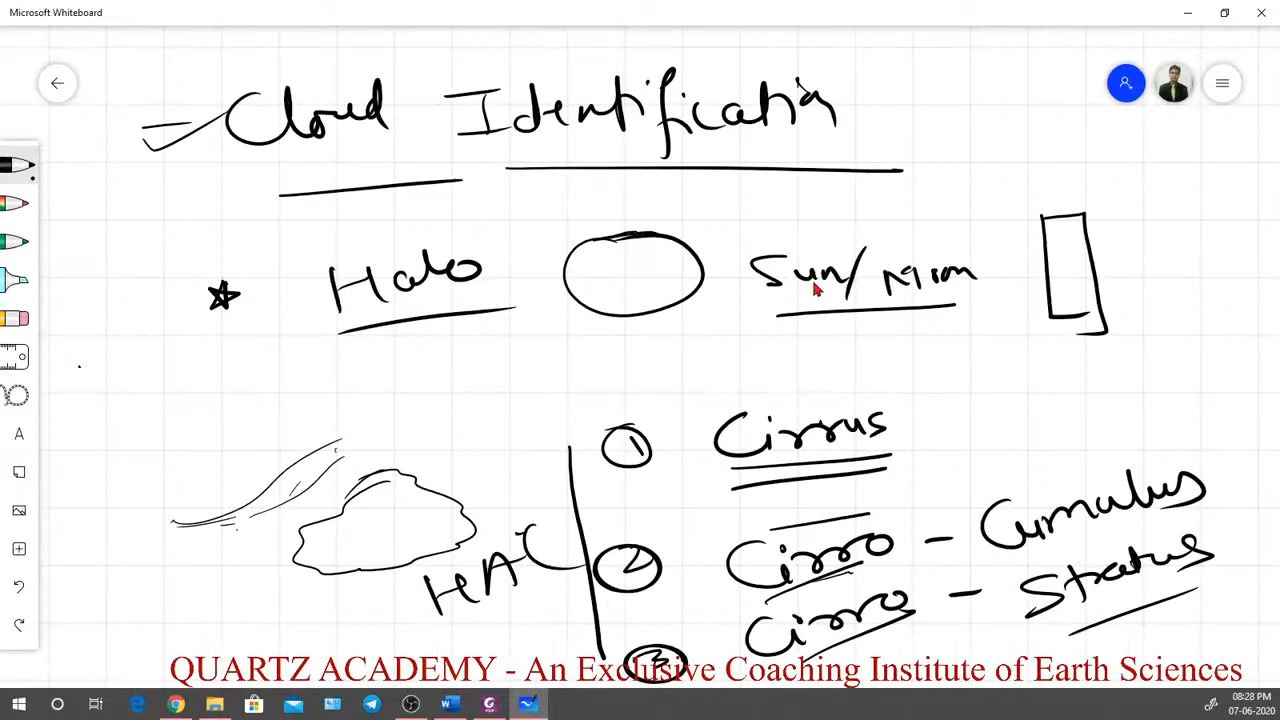 Microsoft Whiteboard
Cloud Identification
Halo Sun/Moon
1 Cirrus
HAC 2 Cirro - Cumulus
3 Cirro - Stratus
QUARTZ ACADEMY - An Exclusive Coaching Institute of Earth Sciences
A
08:28 PM
07-06-2020